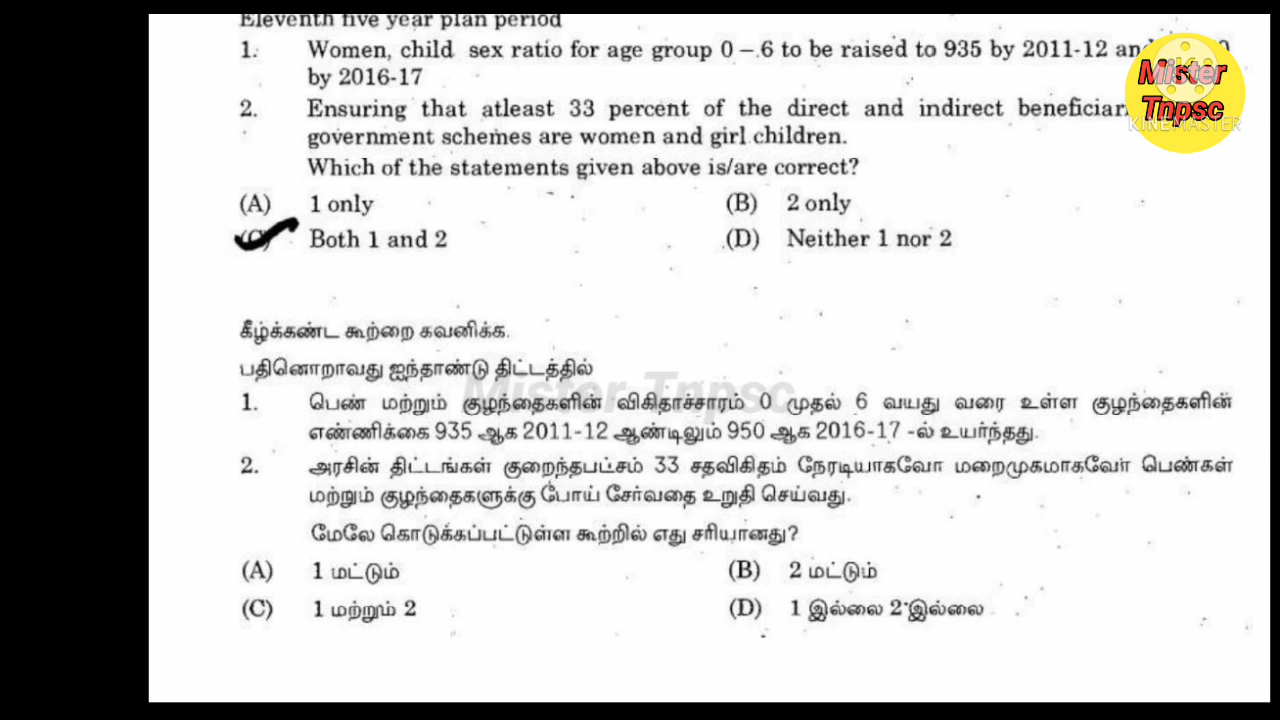 Eleventh five year plan period
1. Women, child sex ratio for age group 0 – 6 to be raised to 935 by 2011-12 and
by 2016-17
2. Ensuring that atleast 33 percent of the direct and indirect
government schemes are women and girl children.
Which of the statements given above is/are correct?
(A) 1 only (B) 2 only
(C) Both 1 and 2 (D) Neither 1 nor 2
Mister
Tnpsc
KINEMASTER
கீழ்க்கண்ட கூற்றை கவனிக்க.
பதினொறாவது ஐந்தாண்டு திட்டத்தில்
Mister Tnpsc
1. பெண் மற்றும் குழந்தைகளின் விகிதாச்சாரம் 0 முதல் 6 வயது வரை உள்ள குழந்தைகளின்
எண்ணிக்கை 935 ஆக 2011-12 ஆண்டிலும் 950 ஆக 2016-17 -ல் உயர்ந்தது.
2. அரசின் திட்டங்கள் குறைந்தபட்சம் 33 சதவிகிதம் நேரடியாகவோ மறைமுகமாகவோ பெண்கள்
மற்றும் குழந்தைகளுக்கு போய் சேர்வதை உறுதி செய்வது.
மேலே கொடுக்கப்பட்டுள்ள கூற்றில் எது சரியானது?
(A) 1 மட்டும் (B) 2 மட்டும்
(C) 1 மற்றும் 2 (D) 1 இல்லை 2 இல்லை